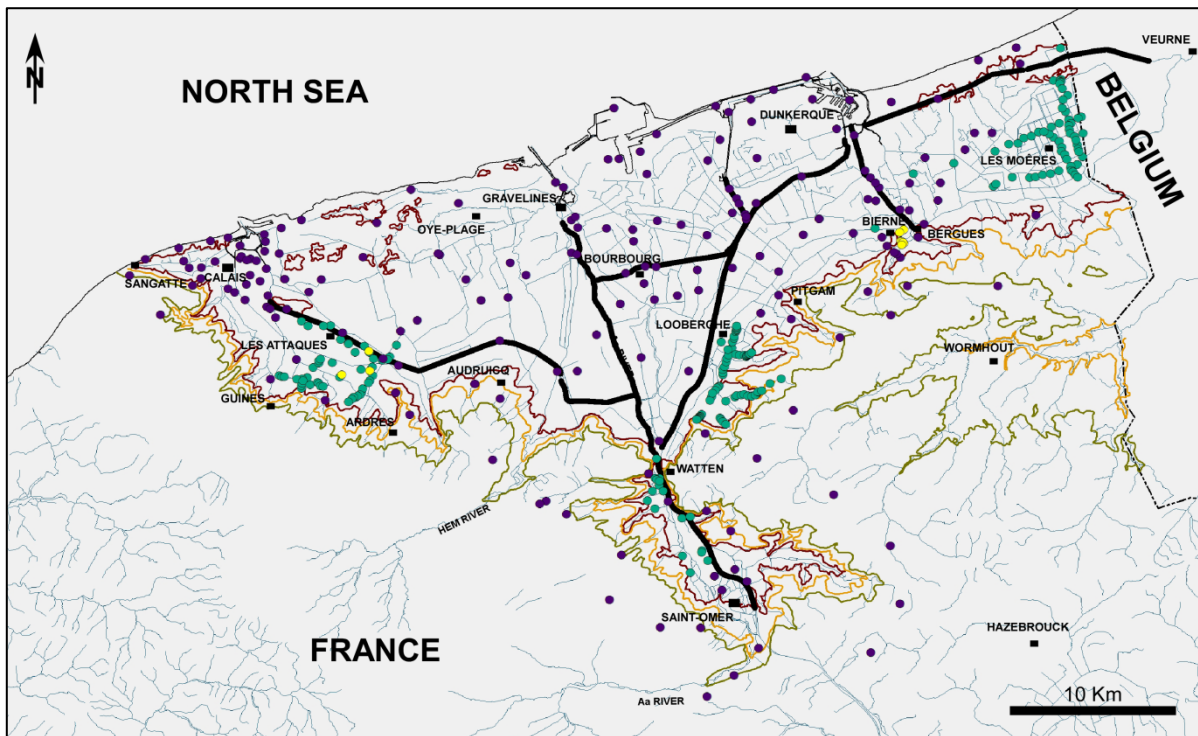 VEURNE
N
NORTH SEA
BELGIUM
DUNKERQUE
LES MOËRES
GRAVELINES
OYE-PLAGE
BIERNE
BERGUES
BOURBOURG
SANGATTE
CALAIS
PITGAM
LOOBERGHE
LES ATTAQUES
WORMHOUT
AUDRUICQ
GUINES
ARDRES
WATTEN
HEM RIVER
SAINT-OMER
HAZEBROUCK
FRANCE
Aa RIVER
10 Km